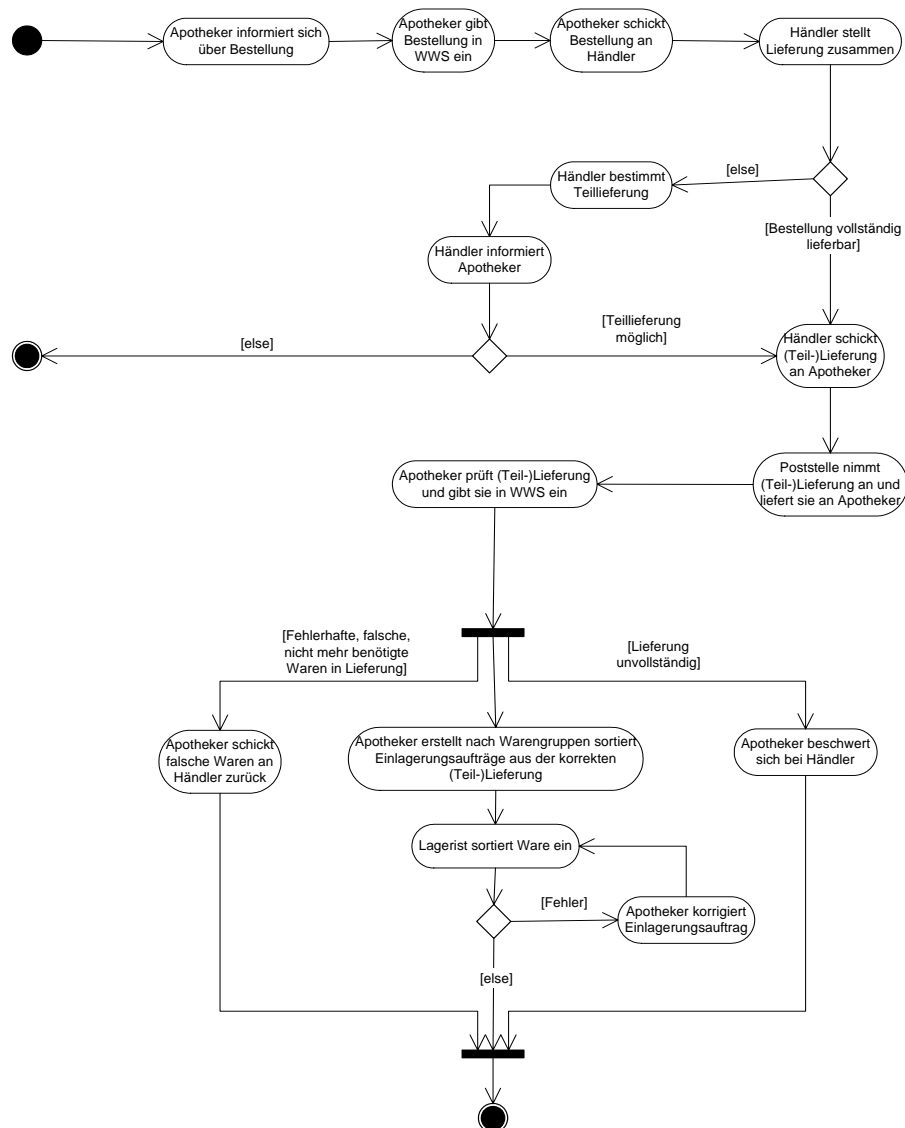 Apotheker informiert sich
über Bestellung
Apotheker gibt
Bestellung in
WWS ein
Apotheker schickt
Bestellung an
Händler
Händler stellt
Lieferung zusammen
[else]
Händler bestimmt
Teillieferung
[Bestellung vollständig
lieferbar]
Händler informiert
Apotheker
[else]
[Teillieferung
möglich]
Händler schickt
(Teil-)Lieferung
an Apotheker
Apotheker prüft (Teil-)Lieferung
und gibt sie in WWS ein
Poststelle nimmt
(Teil-)Lieferung an und
liefert sie an Apotheker
[Fehlerhafte, falsche,
nicht mehr benötigte
Waren in Lieferung]
[Lieferung
unvollständig]
Apotheker schickt
falsche Waren an
Händler zurück
Apotheker erstellt nach Warengruppen sortiert
Einlagerungsaufträge aus der korrekten
(Teil-)Lieferung
Apotheker beschwert
sich bei Händler
Lagerist sortiert Ware ein
[Fehler]
Apotheker korrigiert
Einlagerungsauftrag
[else]